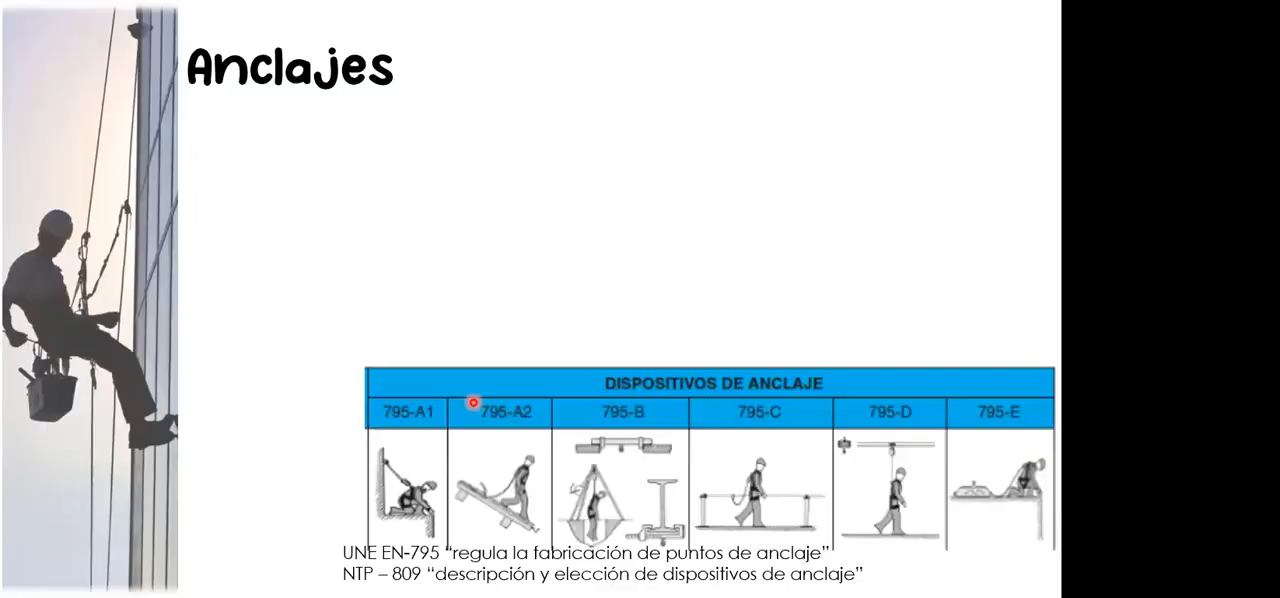 Anclajes
DISPOSITIVOS DE ANCLAJE
795-A1 795-A2 795-B 795-C 795-D 795-E
UNE EN-795 “regula la fabricación de puntos de anclaje”
NTP – 809 “descripción y elección de dispositivos de anclaje”